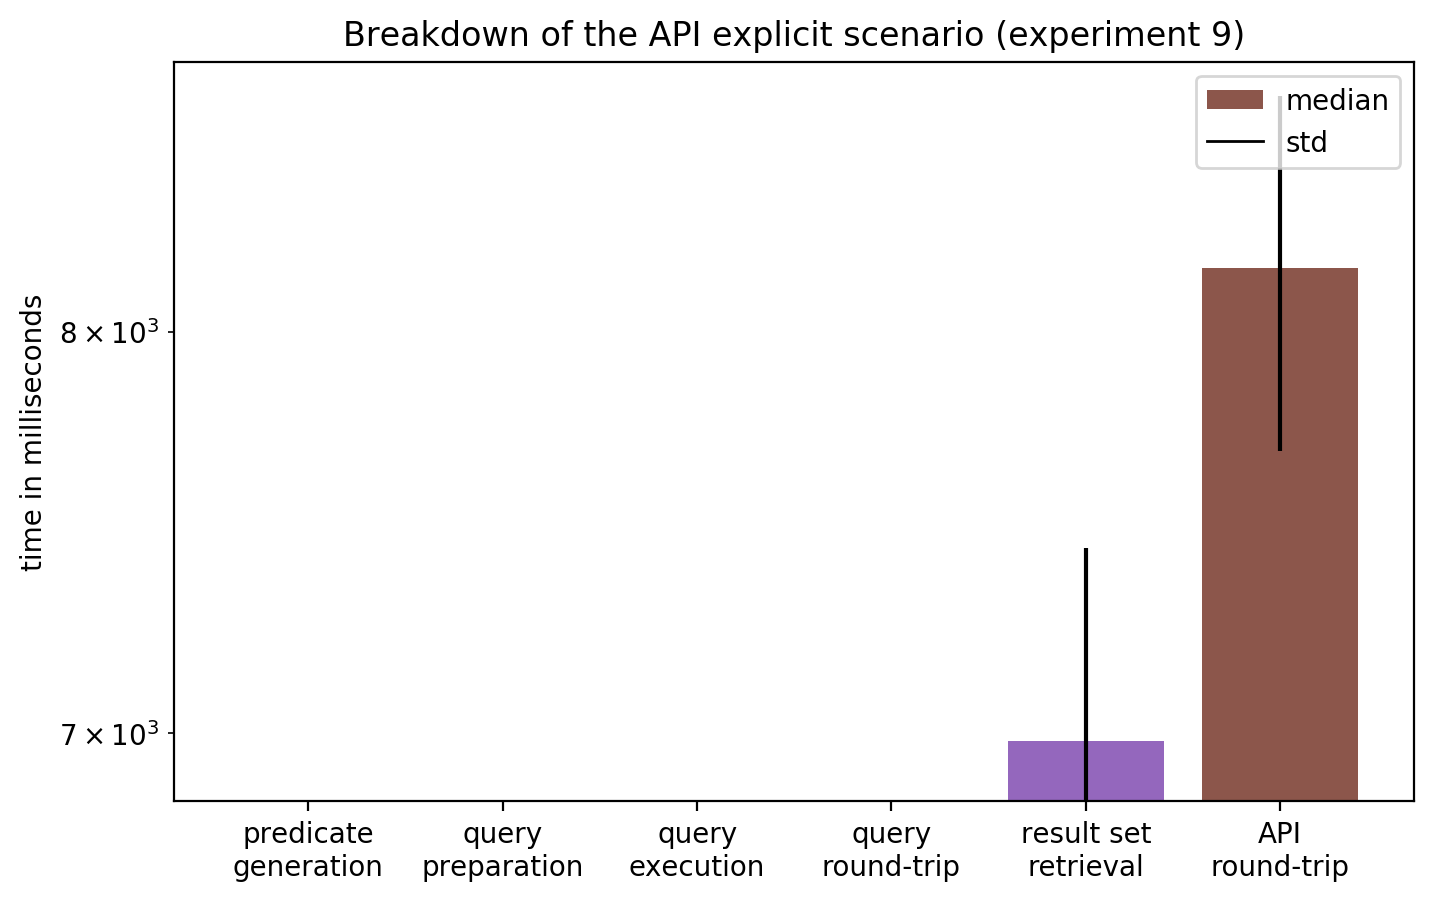 Breakdown of the API explicit scenario (experiment 9)
median
std
time in milliseconds
8 × 10³
7 × 10³
predicate
generation
query
preparation
query
execution
query
round-trip
result set
retrieval
API
round-trip